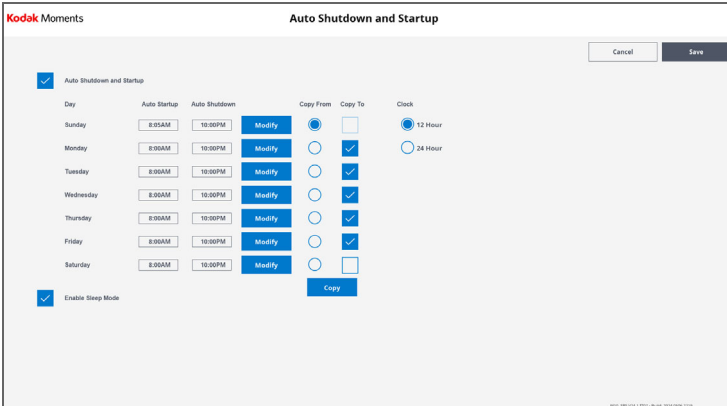 Kodak Moments
Auto Shutdown and Startup
Cancel Save
Auto Shutdown and Startup
Day Auto Startup Auto Shutdown Copy From Copy To Clock
Sunday 8:05AM 10:00PM Modify 12 Hour
Monday 8:00AM 10:00PM Modify 24 Hour
Tuesday 8:00AM 10:00PM Modify
Wednesday 8:00AM 10:00PM Modify
Thursday 8:00AM 10:00PM Modify
Friday 8:00AM 10:00PM Modify
Saturday 8:00AM 10:00PM Modify
Copy
Enable Sleep Mode